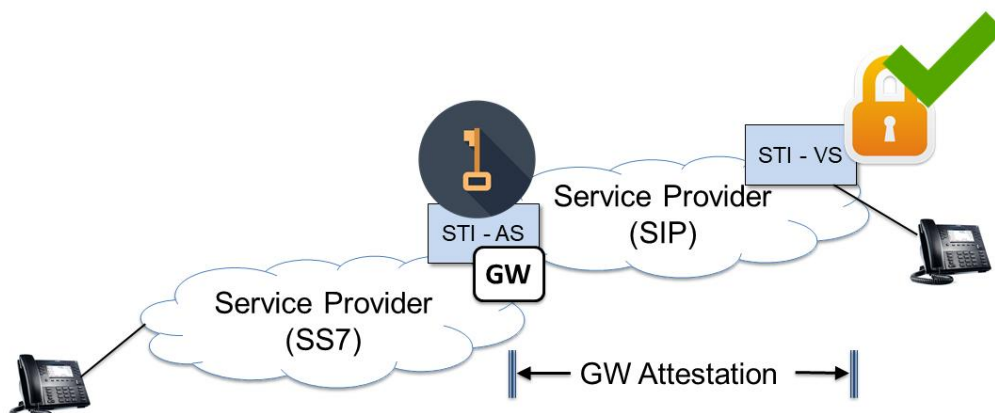 STI - VS
Service Provider
(SIP)
STI - AS
GW
Service Provider
(SS7)
GW Attestation